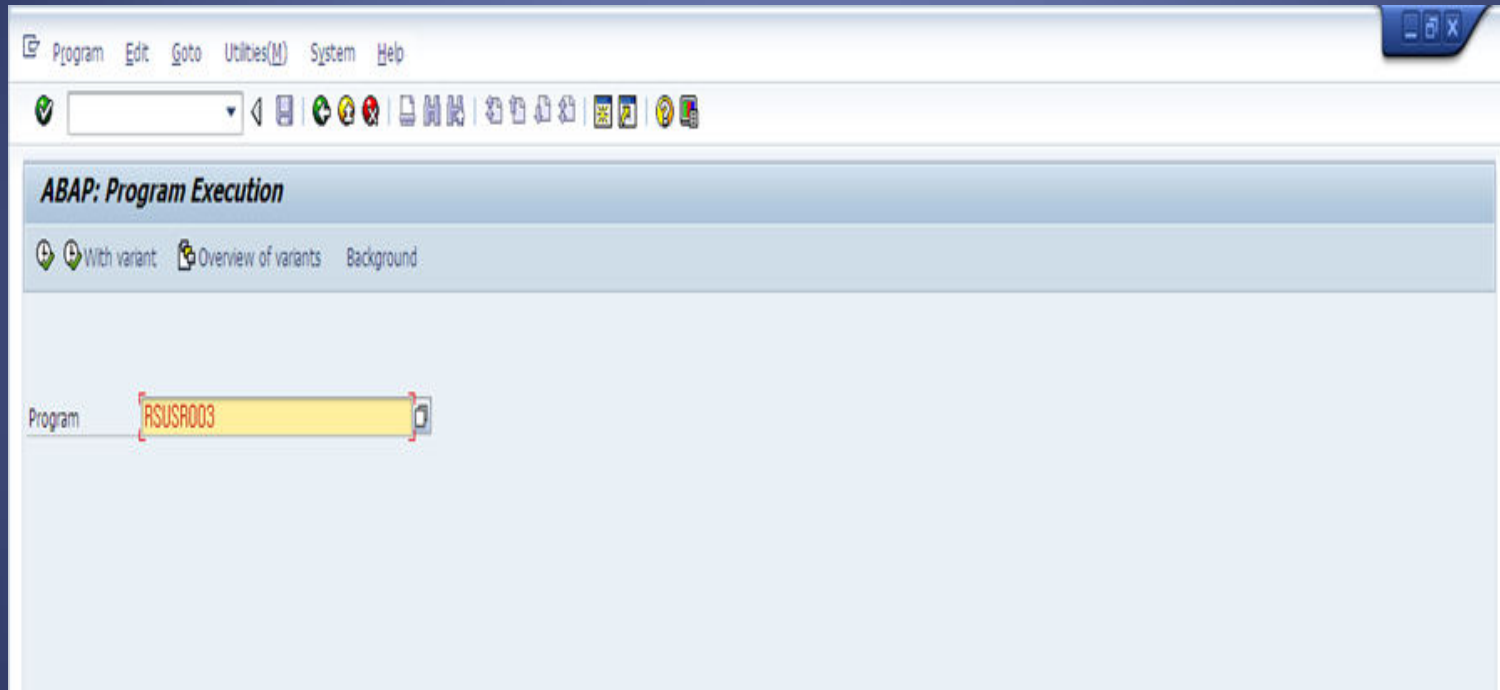 Program Edit Goto Utilities(M) System Help
ABAP: Program Execution
With variant Overview of variants Background
Program RSUSR003